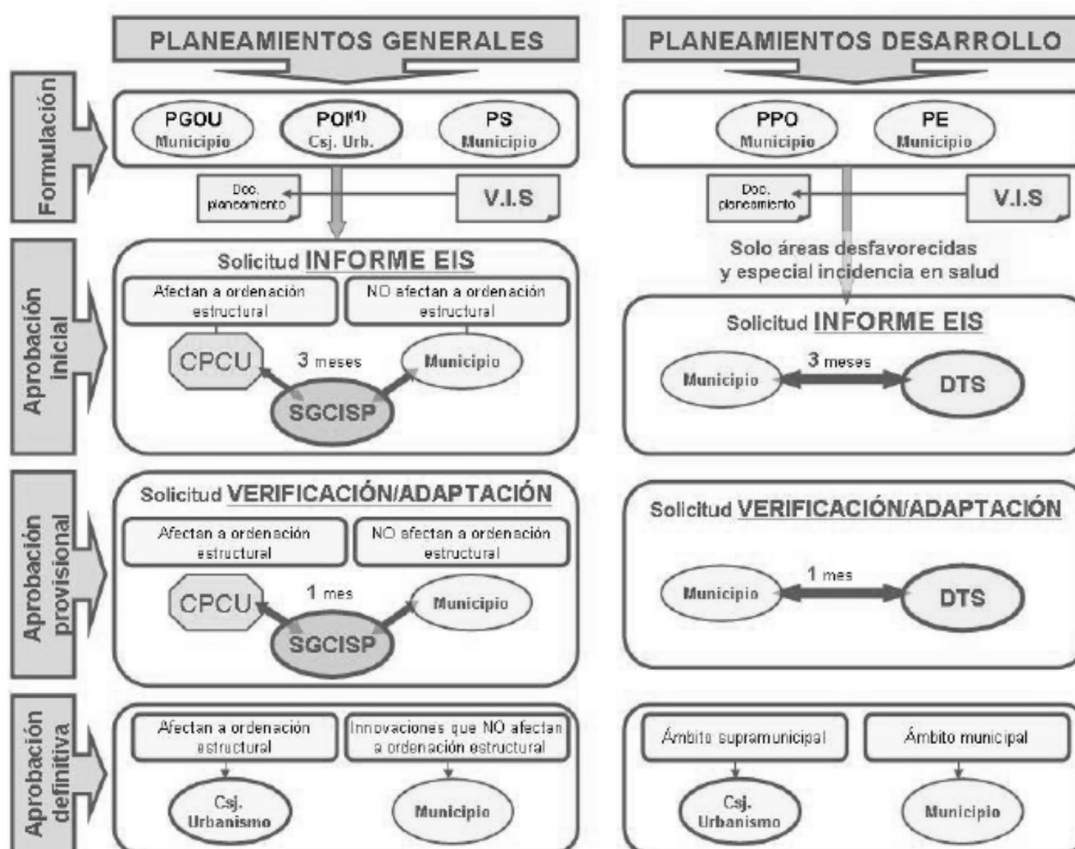 PLANEAMIENTOS GENERALES
PLANEAMIENTOS DESARROLLO
Formulación
PGOU
Municipio
POI(1)
Csj. Urb.
PS
Municipio
PPO
Municipio
PE
Municipio
Doc.
planeamiento
V.I.S
Doc.
planeamiento
V.I.S
Solo áreas desfavorecidas
y especial incidencia en salud
Aprobación
inicial
Solicitud INFORME EIS
Afectan a ordenación
estructural
NO afectan a ordenación
estructural
CPCU
3 meses
Municipio
SGCISP
Solicitud INFORME EIS
Municipio
3 meses
DTS
Aprobación
provisional
Solicitud VERIFICACIÓN/ADAPTACIÓN
Afectan a ordenación
estructural
NO afectan a ordenación
estructural
CPCU
1 mes
Municipio
SGCISP
Solicitud VERIFICACIÓN/ADAPTACIÓN
Municipio
1 mes
DTS
Aprobación
definitiva
Afectan a ordenación
estructural
Innovaciones que NO afectan
a ordenación estructural
Csj.
Urbanismo
Municipio
Ámbito supramunicipal
Ámbito municipal
Csj.
Urbanismo
Municipio